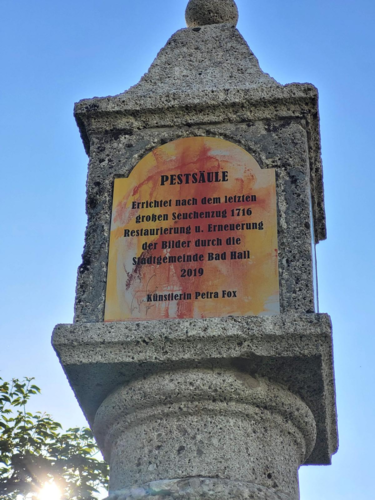 PESTSÄULE
Errichtet nach dem letzten
großen Seuchenzug 1716
Restaurierung u. Erneuerung
der Bilder durch die
Stadtgemeinde Bad Hall
2019
Künstlerin Petra Fox